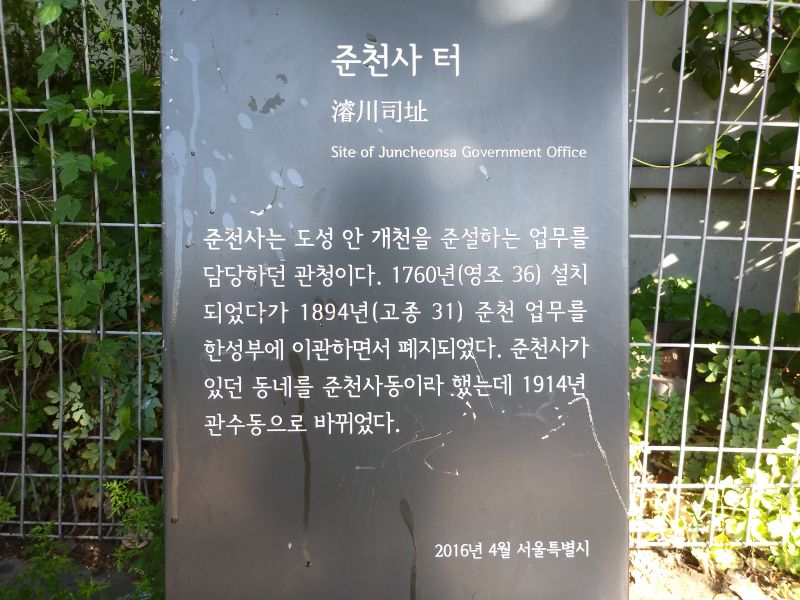 준천사 터
濬川司址
Site of Juncheonsa Government Office
준천사는 도성 안 개천을 준설하는 업무를
담당하던 관청이다. 1760년(영조 36) 설치
되었다가 1894년(고종 31) 준천 업무를
한성부에 이관하면서 폐지되었다. 준천사가
있던 동네를 준천사동이라 했는데 1914년
관수동으로 바뀌었다.
2016년 4월 서울특별시